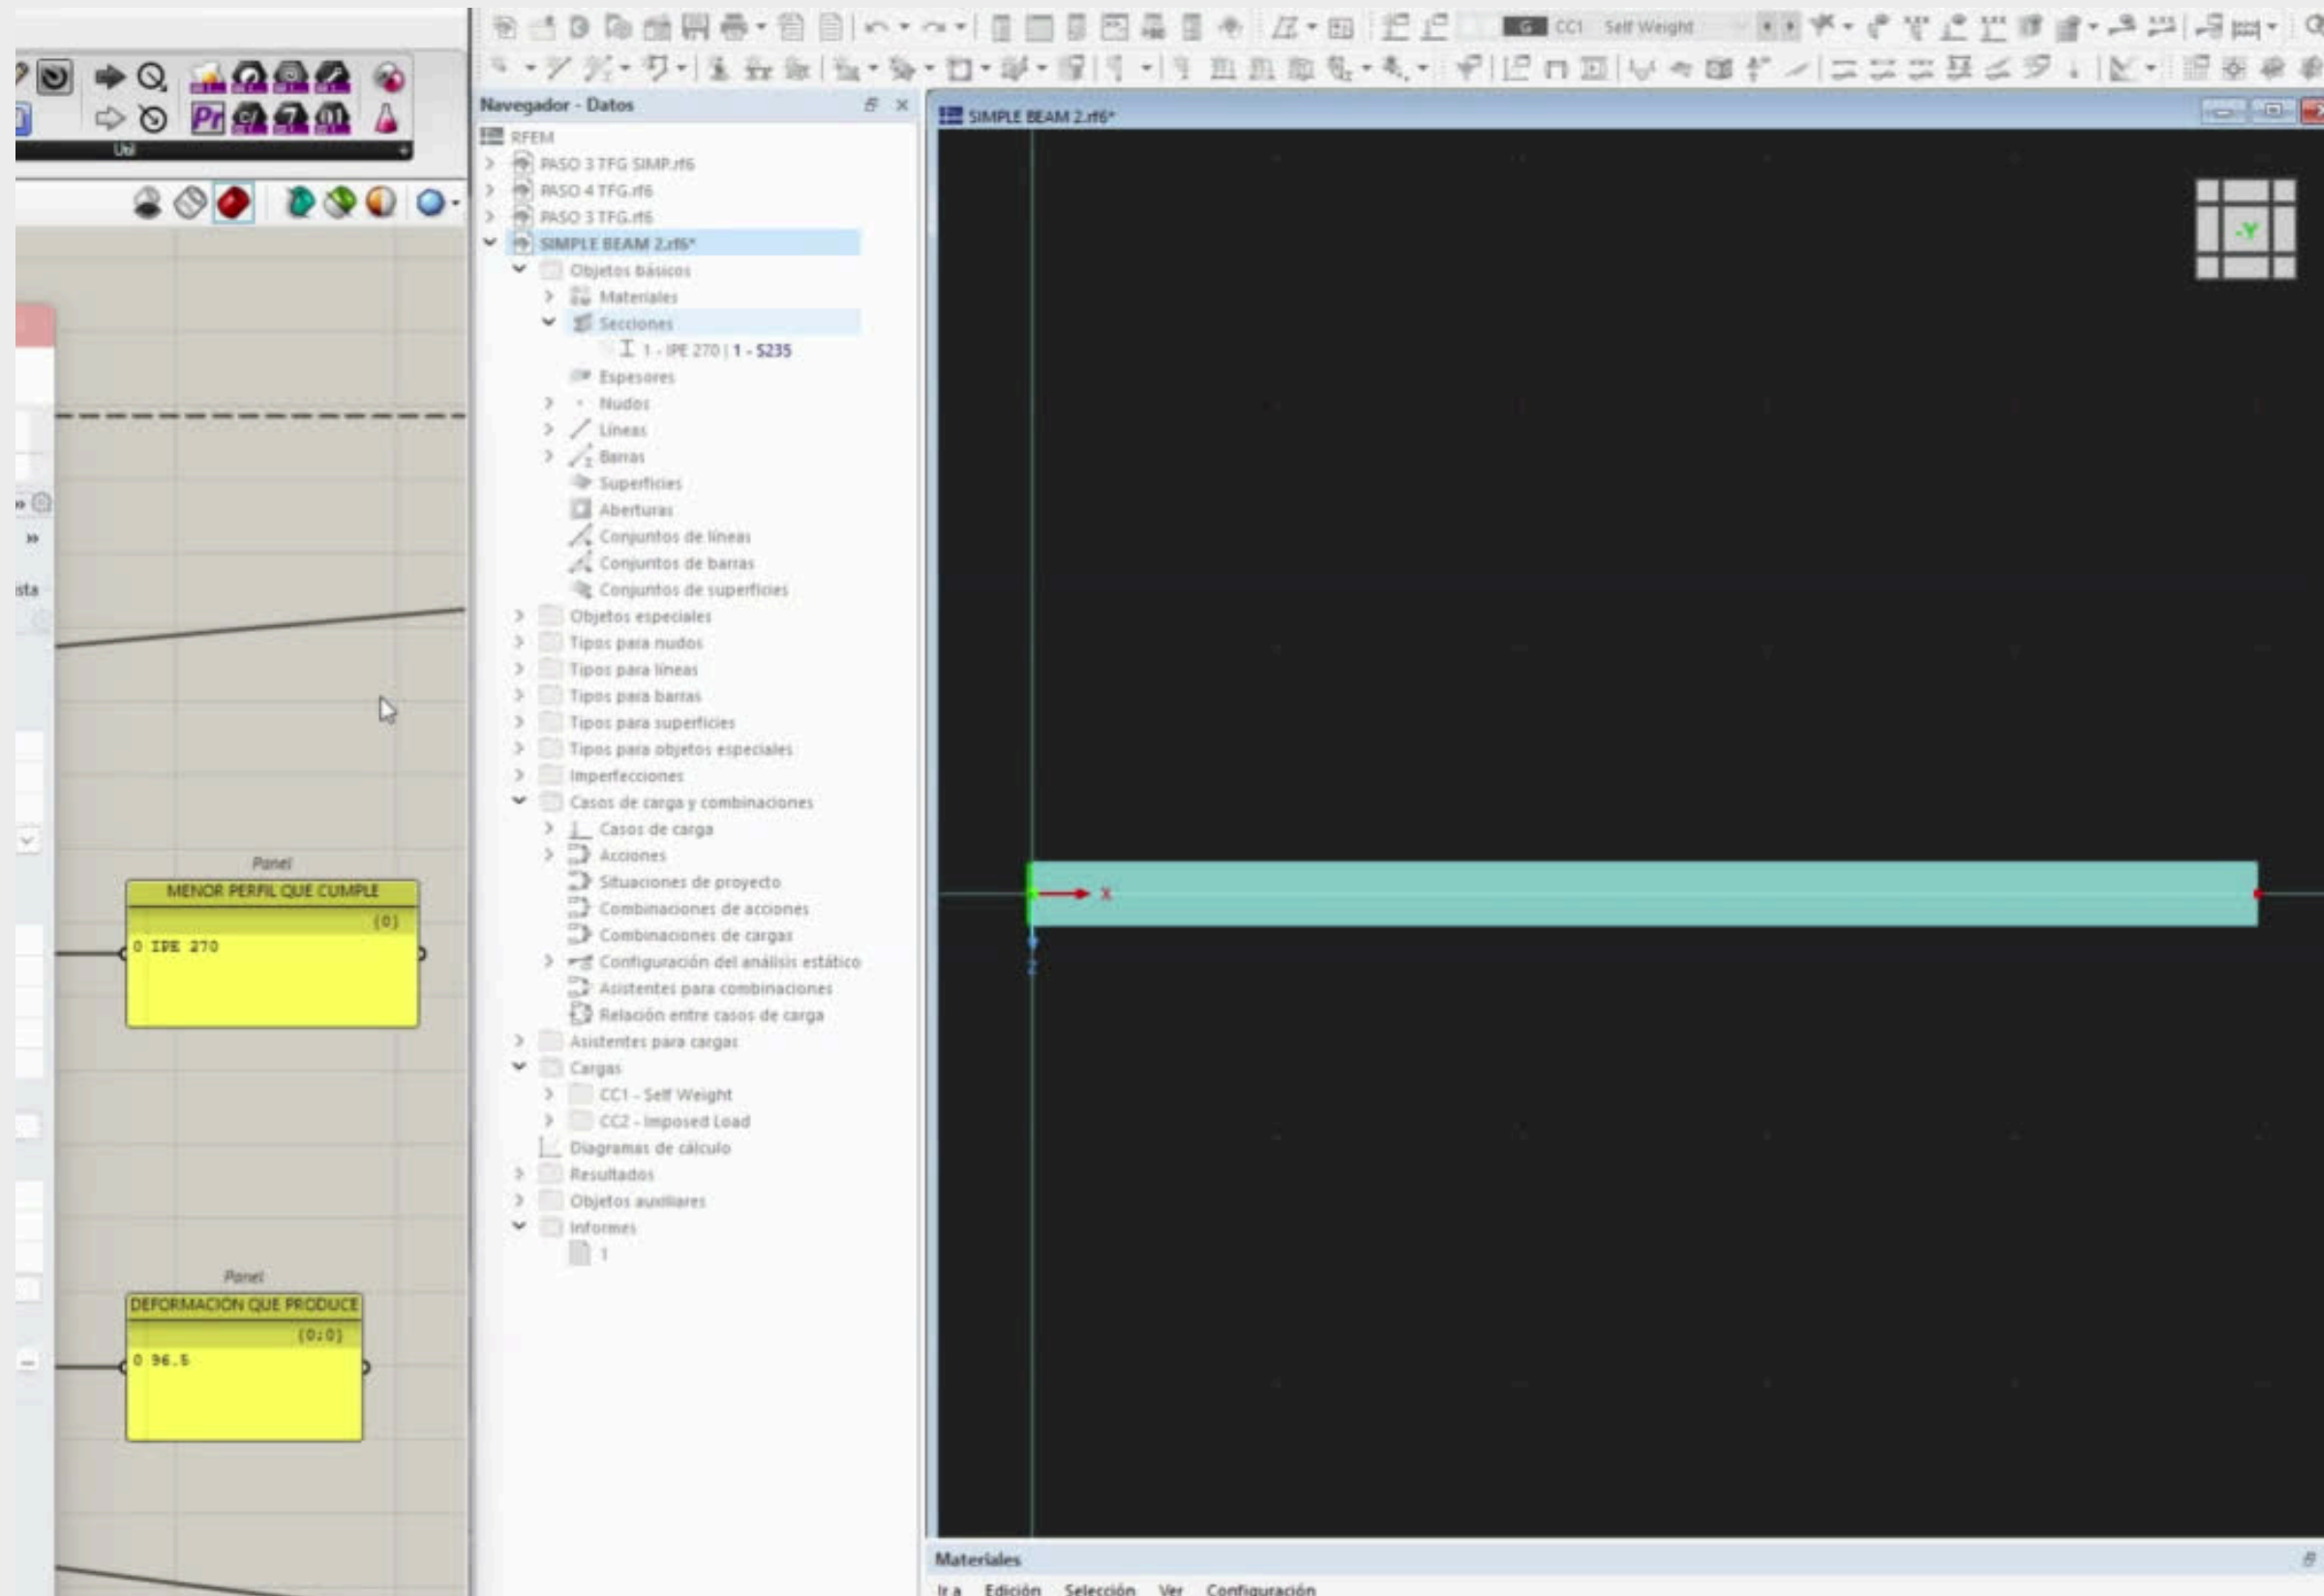 CC1 Self Weight
Pr
Util
ista
Panel
MENOR PERFIL QUE CUMPLE
{0}
0 IPE 270
Panel
DEFORMACIÓN QUE PRODUCE
{0;0}
0 96.5
Navegador - Datos
RFEM
PASO 3 TFG SIMP.rf6
PASO 4 TFG.rf6
PASO 3 TFG.rf6
SIMPLE BEAM 2.rf6*
Objetos básicos
Materiales
Secciones
1 - IPE 270 | 1 - S235
Espesores
Nudos
Líneas
Barras
Superficies
Aberturas
Conjuntos de líneas
Conjuntos de barras
Conjuntos de superficies
Objetos especiales
Tipos para nudos
Tipos para líneas
Tipos para barras
Tipos para superficies
Tipos para objetos especiales
Imperfecciones
Casos de carga y combinaciones
Casos de carga
Acciones
Situaciones de proyecto
Combinaciones de acciones
Combinaciones de cargas
Configuración del análisis estático
Asistentes para combinaciones
Relación entre casos de carga
Asistentes para cargas
Cargas
CC1 - Self Weight
CC2 - Imposed Load
Diagramas de cálculo
Resultados
Objetos auxiliares
Informes
1
SIMPLE BEAM 2.rf6*
-Y
X
Z
Materiales
Ir a Edición Selección Ver Configuración